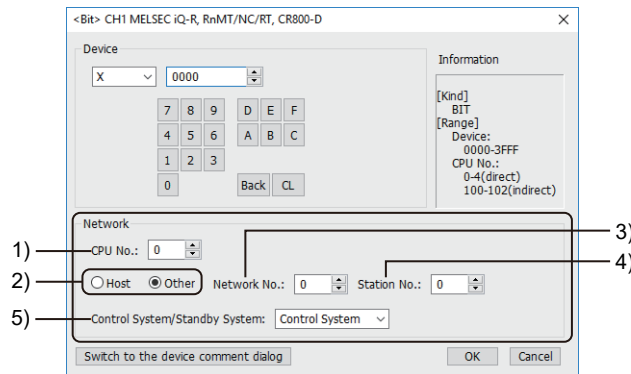 <Bit> CH1 MELSEC iQ-R, RnMT/NC/RT, CR800-D
Device
X 0000
7 8 9 D E F
4 5 6 A B C
1 2 3
0 Back CL
Information
[Kind]
BIT
[Range]
Device:
0000-3FFF
CPU No.:
0-4(direct)
100-102(indirect)
Network
1) CPU No.: 0
3)
2) Host Other Network No.: 0 Station No.: 0
4)
5) Control System/Standby System: Control System
Switch to the device comment dialog OK Cancel